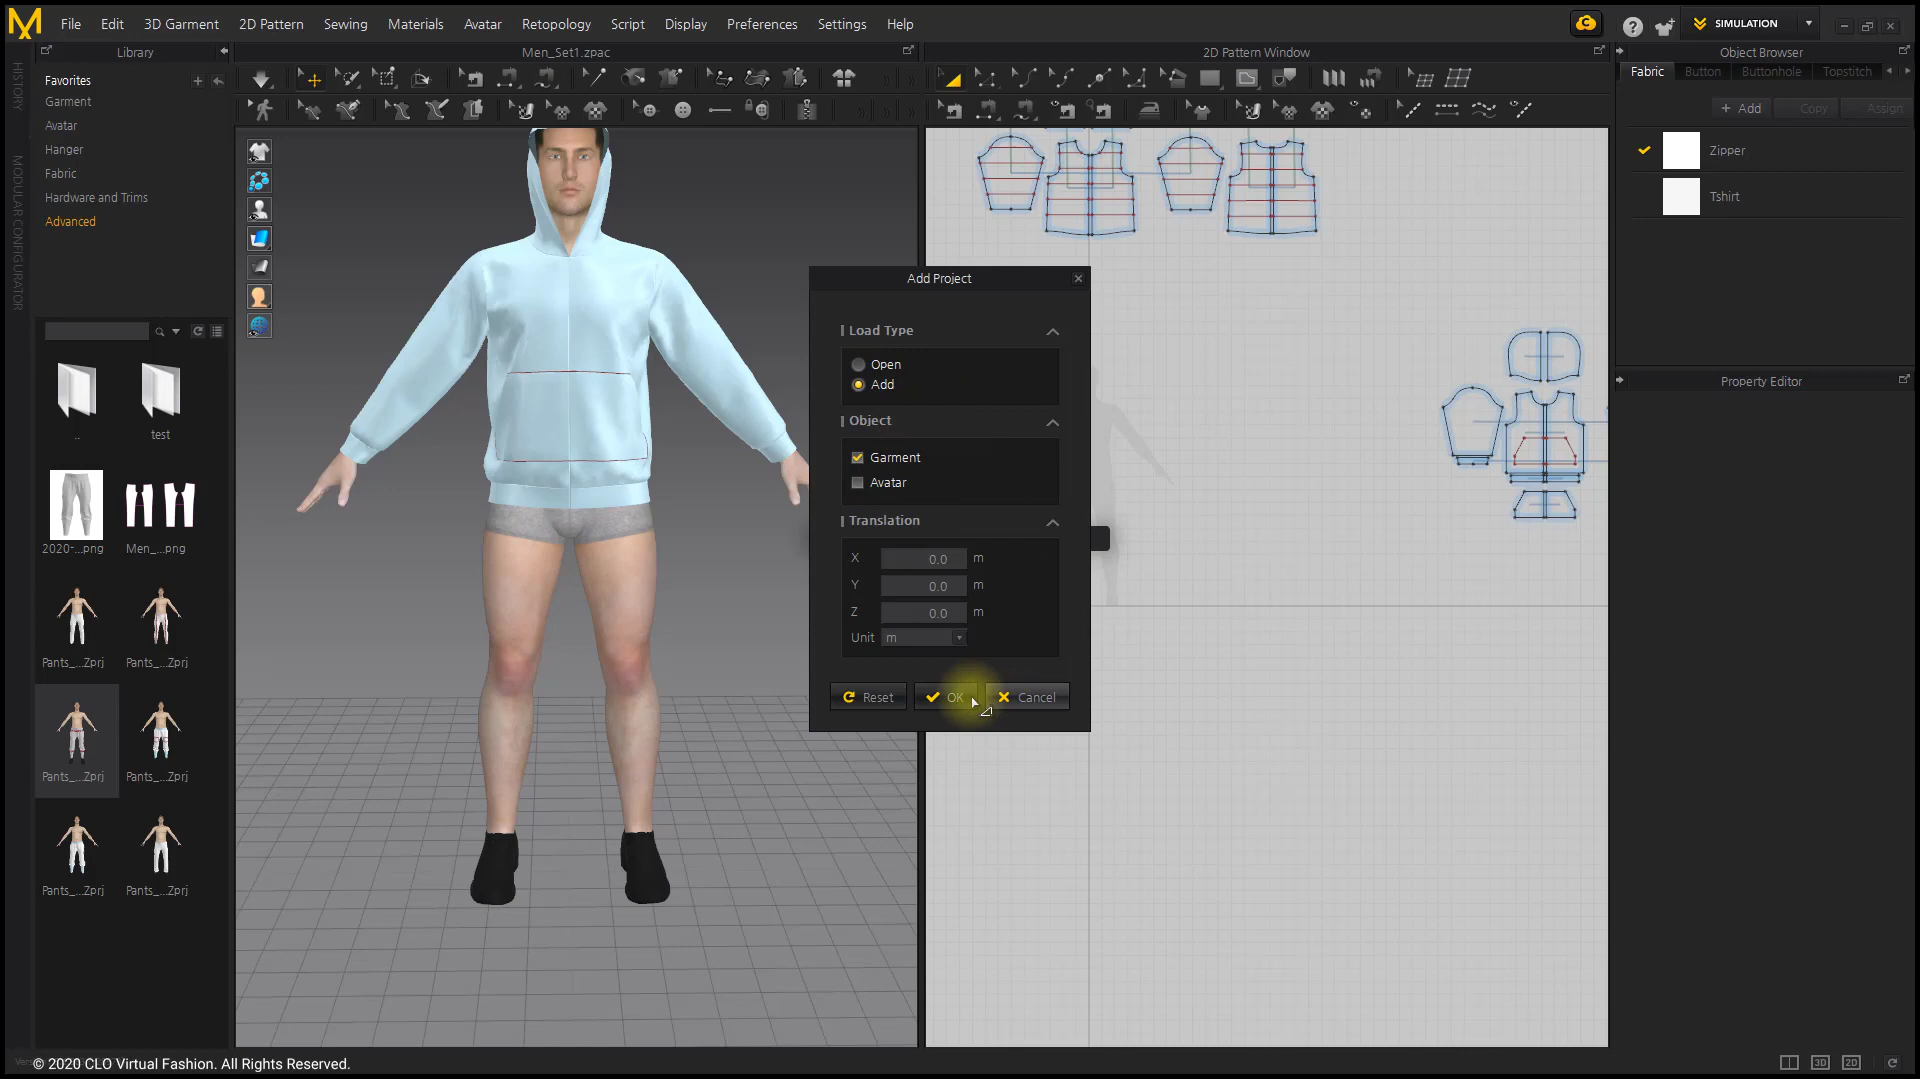 File Edit 3D Garment 2D Pattern Sewing Materials Avatar Retopology Script Display Preferences Settings Help
SIMULATION
Library
Men_Set1.zpac
2D Pattern Window
Object Browser
HISTORY
MODULAR CONFIGURATOR
Favorites
Garment
Avatar
Hanger
Fabric
Hardware and Trims
Advanced
Fabric Button Buttonhole Topstitch
+ Add Copy Assign
Zipper
Tshirt
Property Editor
..
test
2020-...png
Men_...png
Pants_...Zprj
Pants_...Zprj
Pants_...Zprj
Pants_...Zprj
Pants_...Zprj
Pants_...Zprj
Add Project
Load Type
Open
Add
Object
Garment
Avatar
Translation
X 0.0 m
Y 0.0 m
Z 0.0 m
Unit m
Reset OK Cancel
© 2020 CLO Virtual Fashion. All Rights Reserved.
3D 2D